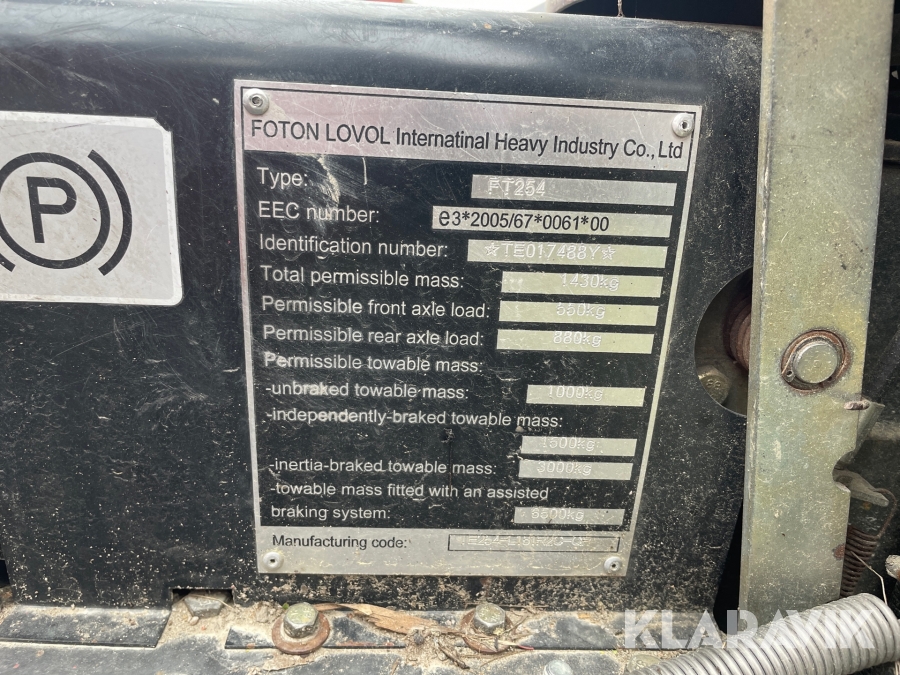 P
FOTON LOVOL Internatinal Heavy Industry Co., Ltd
Type: FT254
EEC number: e3*2005/67*0061*00
Identification number: ☆TE017488Y☆
Total permissible mass: 1430kg
Permissible front axle load: 550kg
Permissible rear axle load: 880kg
Permissible towable mass:
-unbraked towable mass: 1000kg
-independently-braked towable mass:
1500kg
-inertia-braked towable mass: 3000kg
-towable mass fitted with an assisted
braking system: 6500kg
Manufacturing code:
KLARAVIK